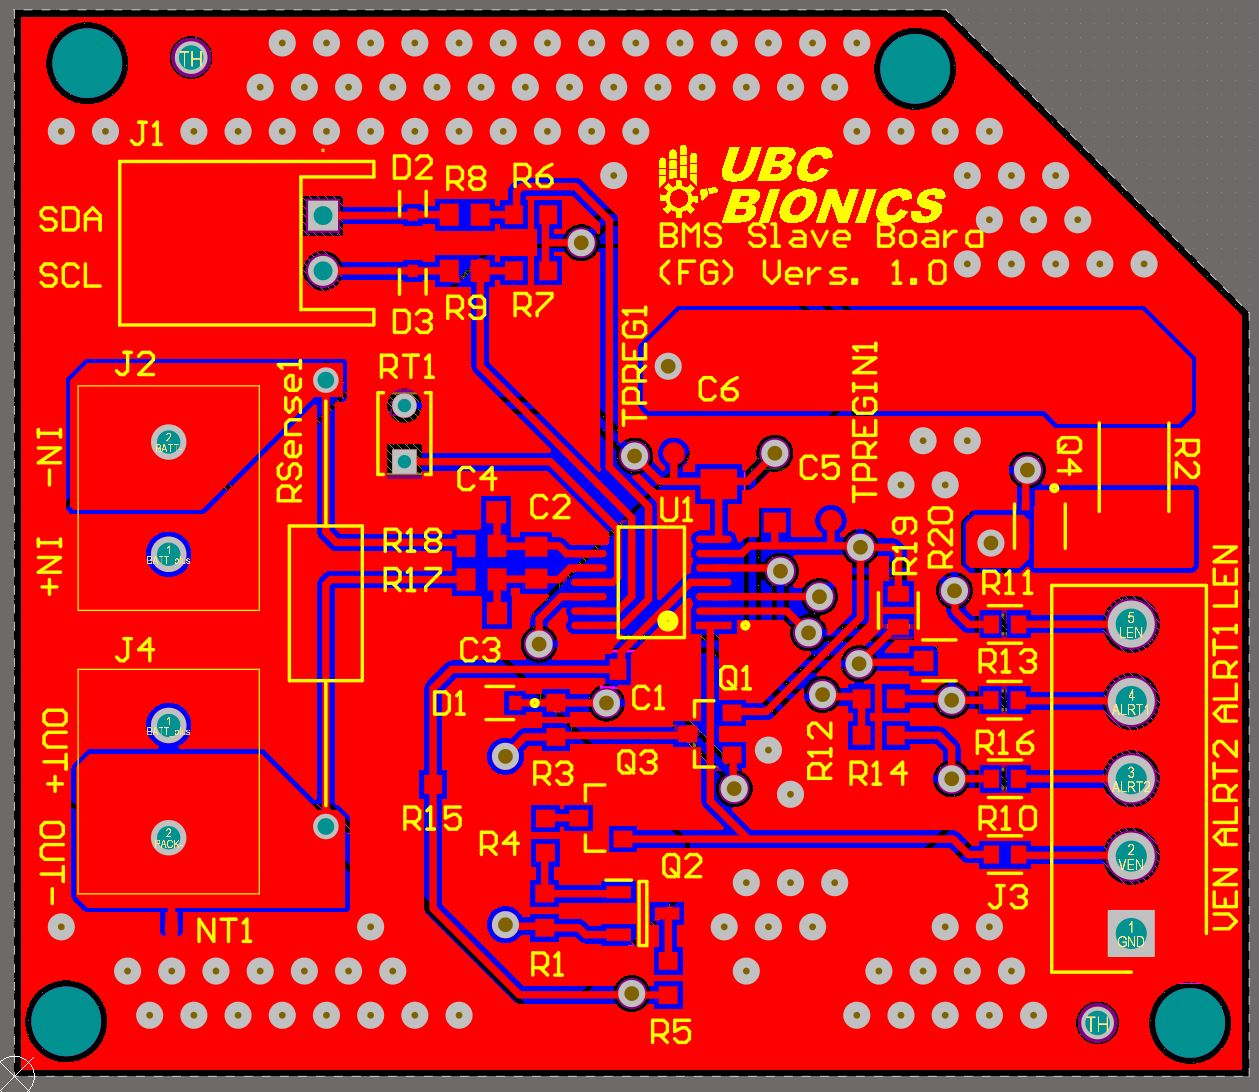 TH
J1
UBC
BIONICS
BMS Slave Board
(FG) Vers. 1.0
D2
R8
R6
SDA
SCL
R9
R7
D3
TPREG1
TPREGIN1
J2
RSense1
RT1
C6
IN-
2
BATT-
IN+
1
BATT_plus
C4
C2
C5
U1
Q4
R2
R18
R17
R19
R20
R11
C3
R13
5
LEN
J4
D1
C1
Q1
4
ALRT1
OUT+
1
BATT_plus
R3
Q3
R12
R14
R16
3
ALRT2
R15
R4
R10
OUT-
2
PACK-
Q2
2
VEN
J3
VEN ALRT2 ALRT1 LEN
NT1
R1
1
GND
R5
TH